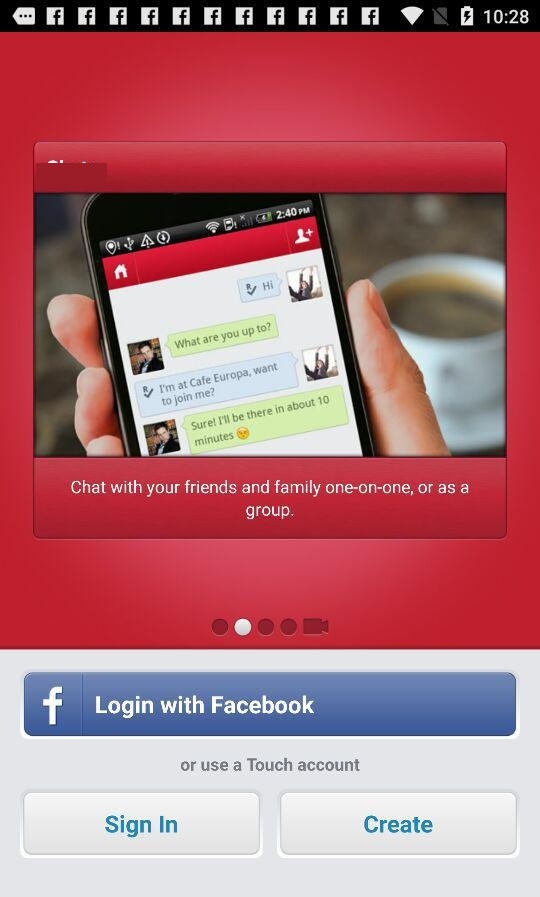 10:28
2:40 PM
Hi
What are you up to?
I'm at Cafe Europa, want
to join me?
Sure! I'll be there in about 10
minutes
Chat with your friends and family one-on-one, or as a
group.
f Login with Facebook
or use a Touch account
Sign In
Create